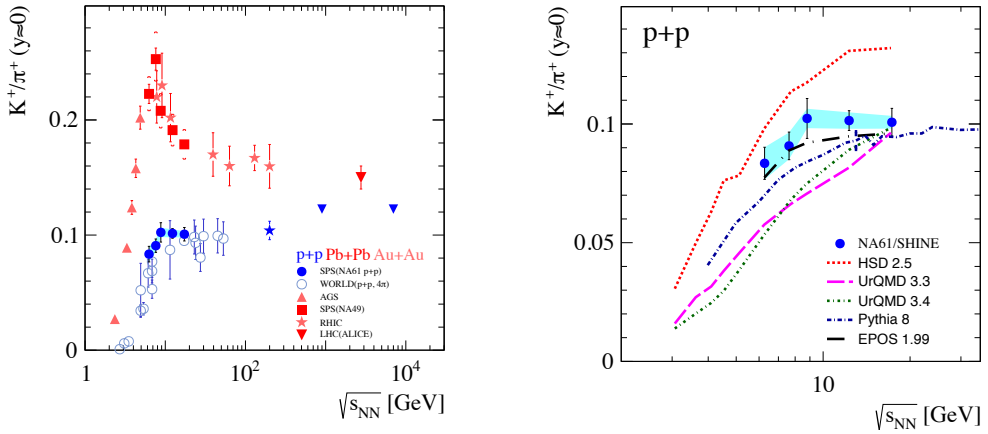 K⁺/π⁺ (y≈0)
0.2
0.1
0
p+p Pb+Pb Au+Au
SPS(NA61 p+p)
WORLD(p+p, 4π)
AGS
SPS(NA49)
RHIC
LHC(ALICE)
1
10²
10⁴
√s_NN [GeV]
K⁺/π⁺ (y≈0)
p+p
0.1
0.05
0
NA61/SHINE
HSD 2.5
UrQMD 3.3
UrQMD 3.4
Pythia 8
EPOS 1.99
10
√s_NN [GeV]